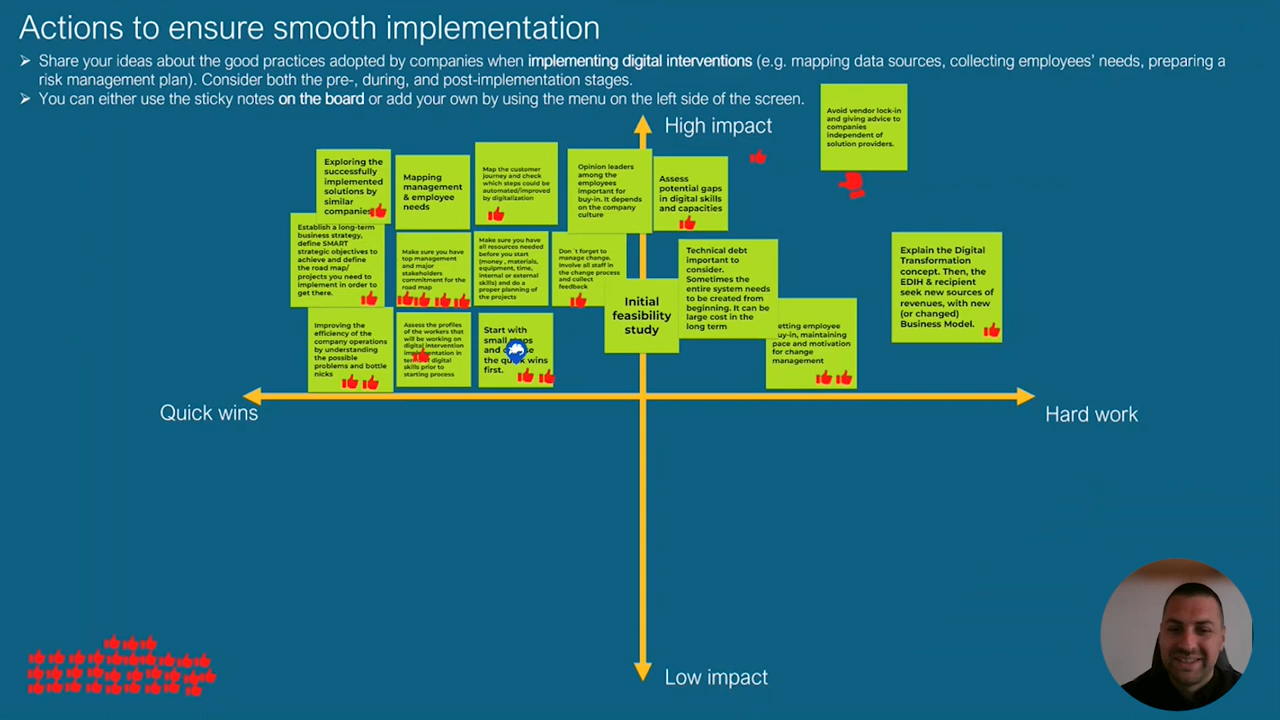 Actions to ensure smooth implementation
➤ Share your ideas about the good practices adopted by companies when implementing digital interventions (e.g. mapping data sources, collecting employees' needs, preparing a
risk management plan). Consider both the pre-, during, and post-implementation stages.
➤ You can either use the sticky notes on the board or add your own by using the menu on the left side of the screen.
High impact
Avoid vendor lock-in
and giving advice to
companies
independent of
solution providers.
Exploring the
successfully
implemented
solutions by
similar
companies
Mapping
management
& employee
needs
Map the customer
journey and check
which steps could be
automated/improved
by digitalization
Opinion leaders
among the
employees
important for
buy-in. It depends
on the company
culture
Assess
potential gaps
in digital skills
and capacities
Establish a long-term
business strategy,
define SMART
strategic objectives to
achieve and define
the road map/
projects you need to
implement in order to
get there.
Make sure you have
top management
and major
stakeholders
commitment for the
road map
Make sure you have
all resources needed
before you start
(money , materials,
equipment, time,
internal or external
skills) and do a
proper planning of
the projects
Don´t forget to
manage change.
Involve all staff in
the change process
and collect
feedback
Initial
feasibility
study
Technical debt
important to
consider.
Sometimes the
entire system needs
to be created from
beginning. It can be
large cost in the
long term
etting employee
uy-in, maintaining
pace and motivation
for change
management
Explain the Digital
Transformation
concept. Then, the
EDIH & recipient
seek new sources of
revenues, with new
(or changed)
Business Model.
Improving the
efficiency of the
company operations
by understanding
the possible
problems and bottle
nicks
Assess the profiles
of the workers that
will be working on
digital intervention
implementation in
terms of digital
skills prior to
starting process
Start with
small steps
and
the quick wins
first.
Quick wins
Hard work
Low impact